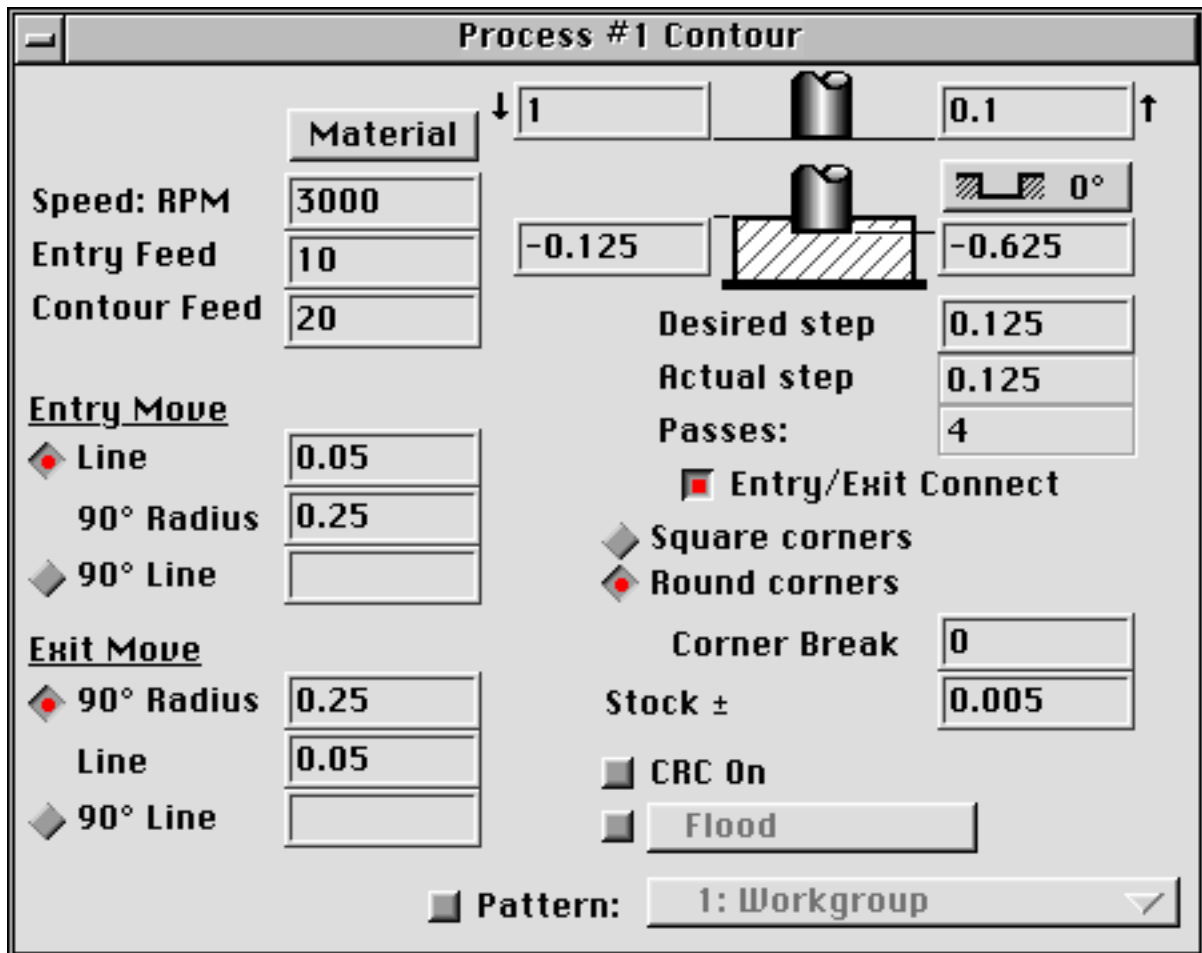 Process #1 Contour
↓ 1
0.1 ↑
Material
0°
Speed: RPM 3000
Entry Feed 10
Contour Feed 20
-0.125
-0.625
Desired step 0.125
Actual step 0.125
Passes: 4
Entry/Exit Connect
Square corners
Round corners
Corner Break 0
Stock ± 0.005
CRC On
Flood
Entry Move
Line 0.05
90° Radius 0.25
90° Line
Exit Move
90° Radius 0.25
Line 0.05
90° Line
Pattern: 1: Workgroup